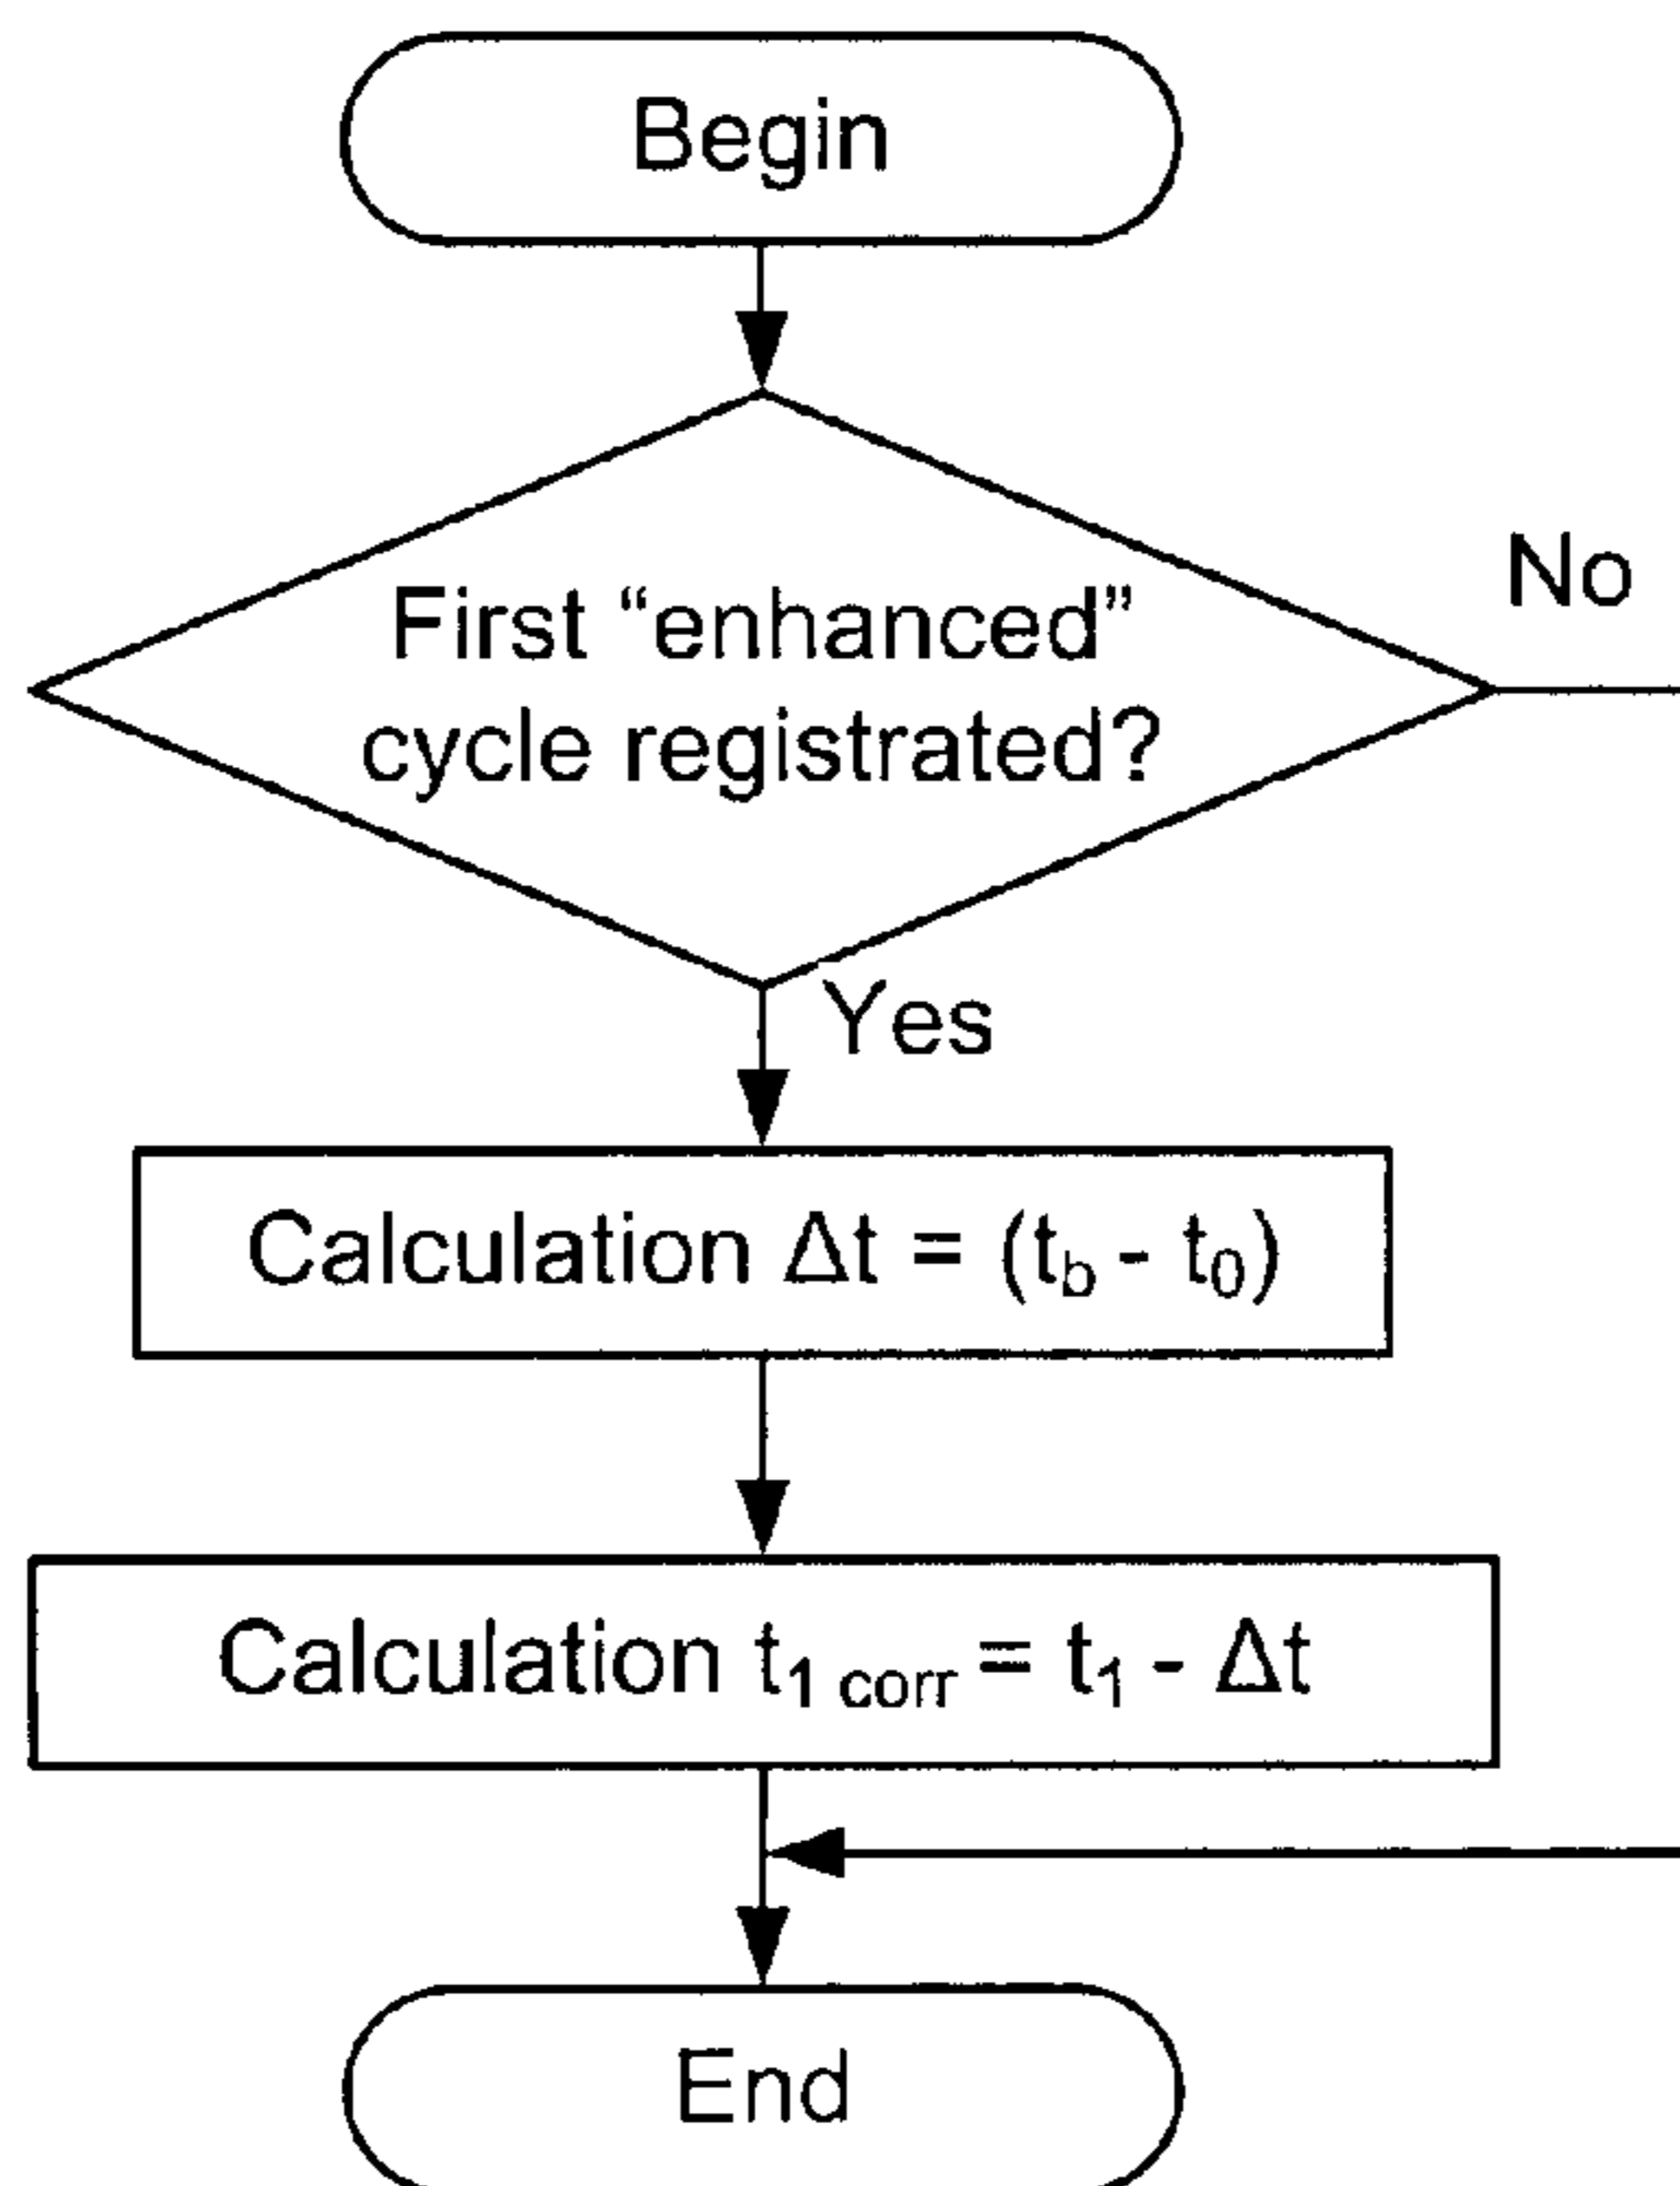 Begin
First “enhanced”
cycle registrated?
No
Yes
Calculation Δt = (t_b - t_0)
Calculation t_1 corr = t_1 - Δt
End